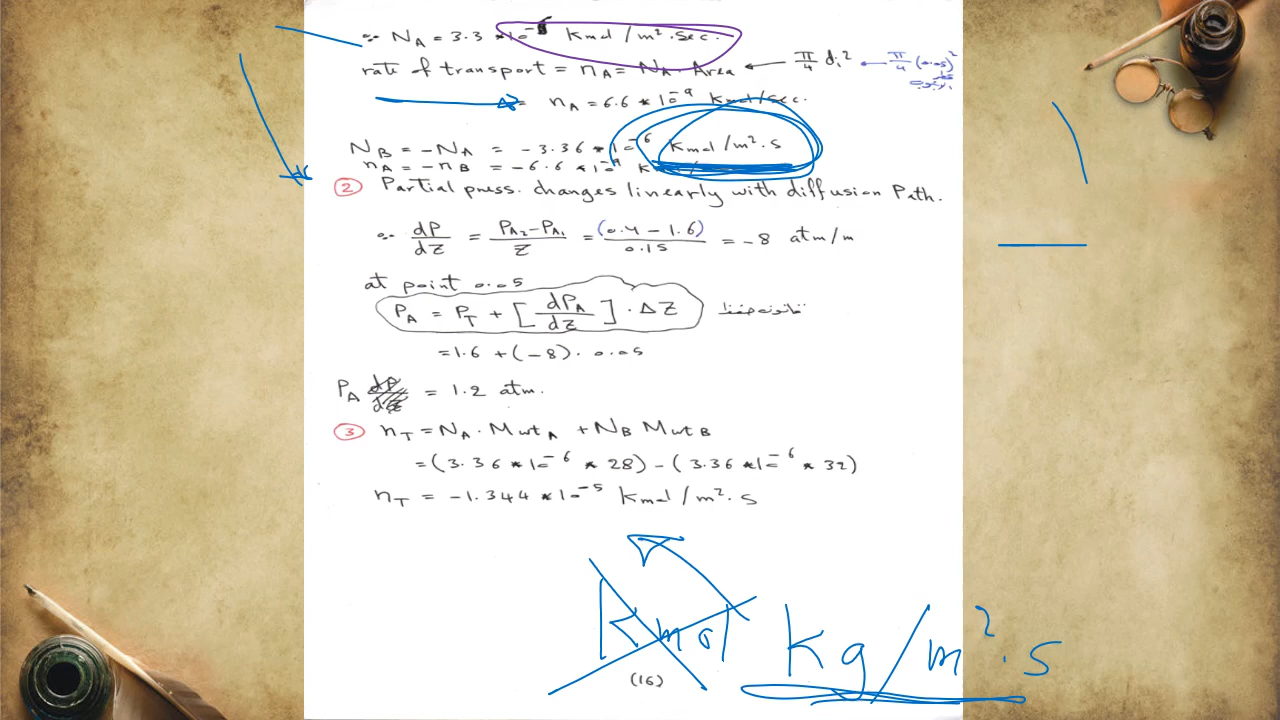 ∴ N_A = 3.3 * 10^-6 Kmol / m².sec.
rate of transport = n_A = N_A . Area ← π/4 d_i² ← π/4 (0.05)²
= n_A = 6.6 * 10^-9 Kmol/sec.
N_B = -N_A = -3.36 * 10^-6 Kmol/m².s
n_A = -n_B = -6.6 * 10^-9
② Partial press. changes linearly with diffusion Path.
∴ dP/dZ = (P_A2 - P_A1)/Z = (0.4 - 1.6)/0.15 = -8 atm/m
at point 0.05
P_A = P_T + [dP_A/dz] . ΔZ
= 1.6 + (-8) . 0.05
P_A = 1.2 atm.
③ n_T = N_A . Mwt_A + N_B Mwt_B
= (3.36 * 10^-6 * 28) - (3.36 * 10^-6 * 32)
n_T = -1.344 * 10^-5 Kmol / m².s
Kmol Kg/m².s
(16)